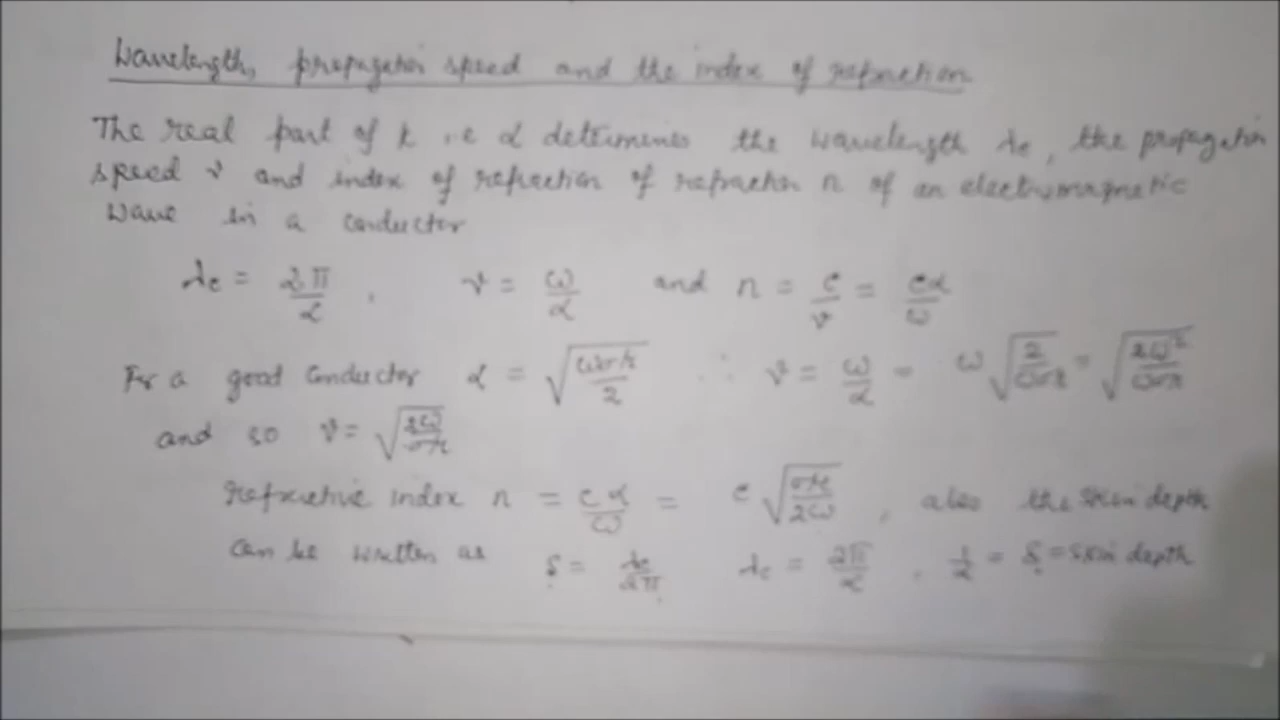 Wavelength, propagation speed and the index of refraction
The real part of k i.e α determines the wavelength λc, the propagation
speed v and index of refraction of refraction n of an electromagnetic
wave in a conductor
λc = 2π/α , v = ω/α and n = c/v = cα/ω
For a good conductor α = √(ωσμ/2) ∴ v = ω/α = ω√(2/ωσμ) = √(2ω²/ωσμ)
and so v = √(2ω/σμ)
Refractive index n = cα/ω = c√(σμ/2ω) , also the skin depth
can be written as δ = λc/2π λc = 2π/α , 1/α = δ = skin depth